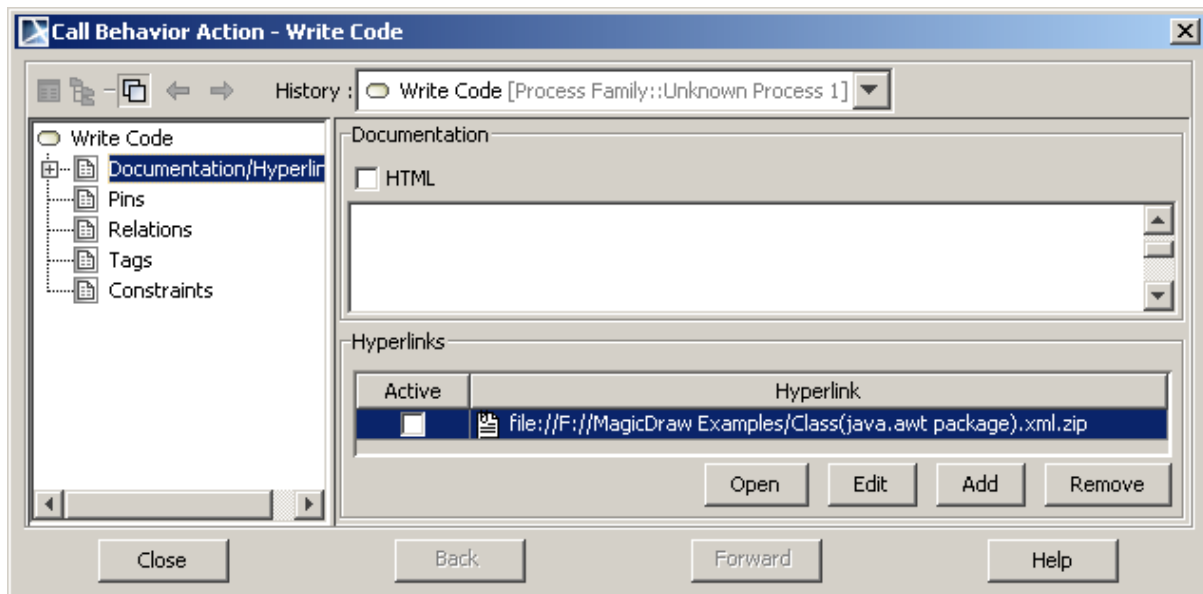 Call Behavior Action - Write Code
History : Write Code [Process Family::Unknown Process 1]
Write Code
Documentation/Hyperlin
Pins
Relations
Tags
Constraints
Documentation
HTML
Hyperlinks
Active Hyperlink
file://F://MagicDraw Examples/Class(java.awt package).xml.zip
Open Edit Add Remove
Close Back Forward Help